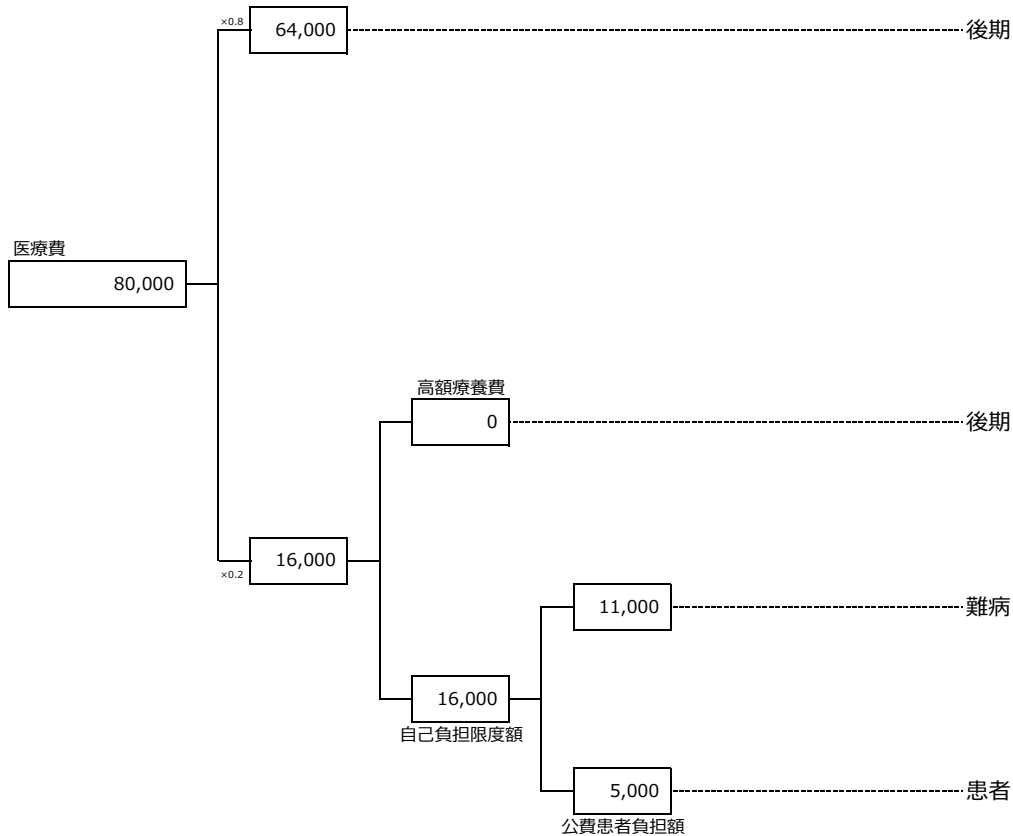 ×0.8
64,000
後期
医療費
80,000
高額療養費
0
後期
16,000
×0.2
11,000
難病
16,000
自己負担限度額
5,000
患者
公費患者負担額